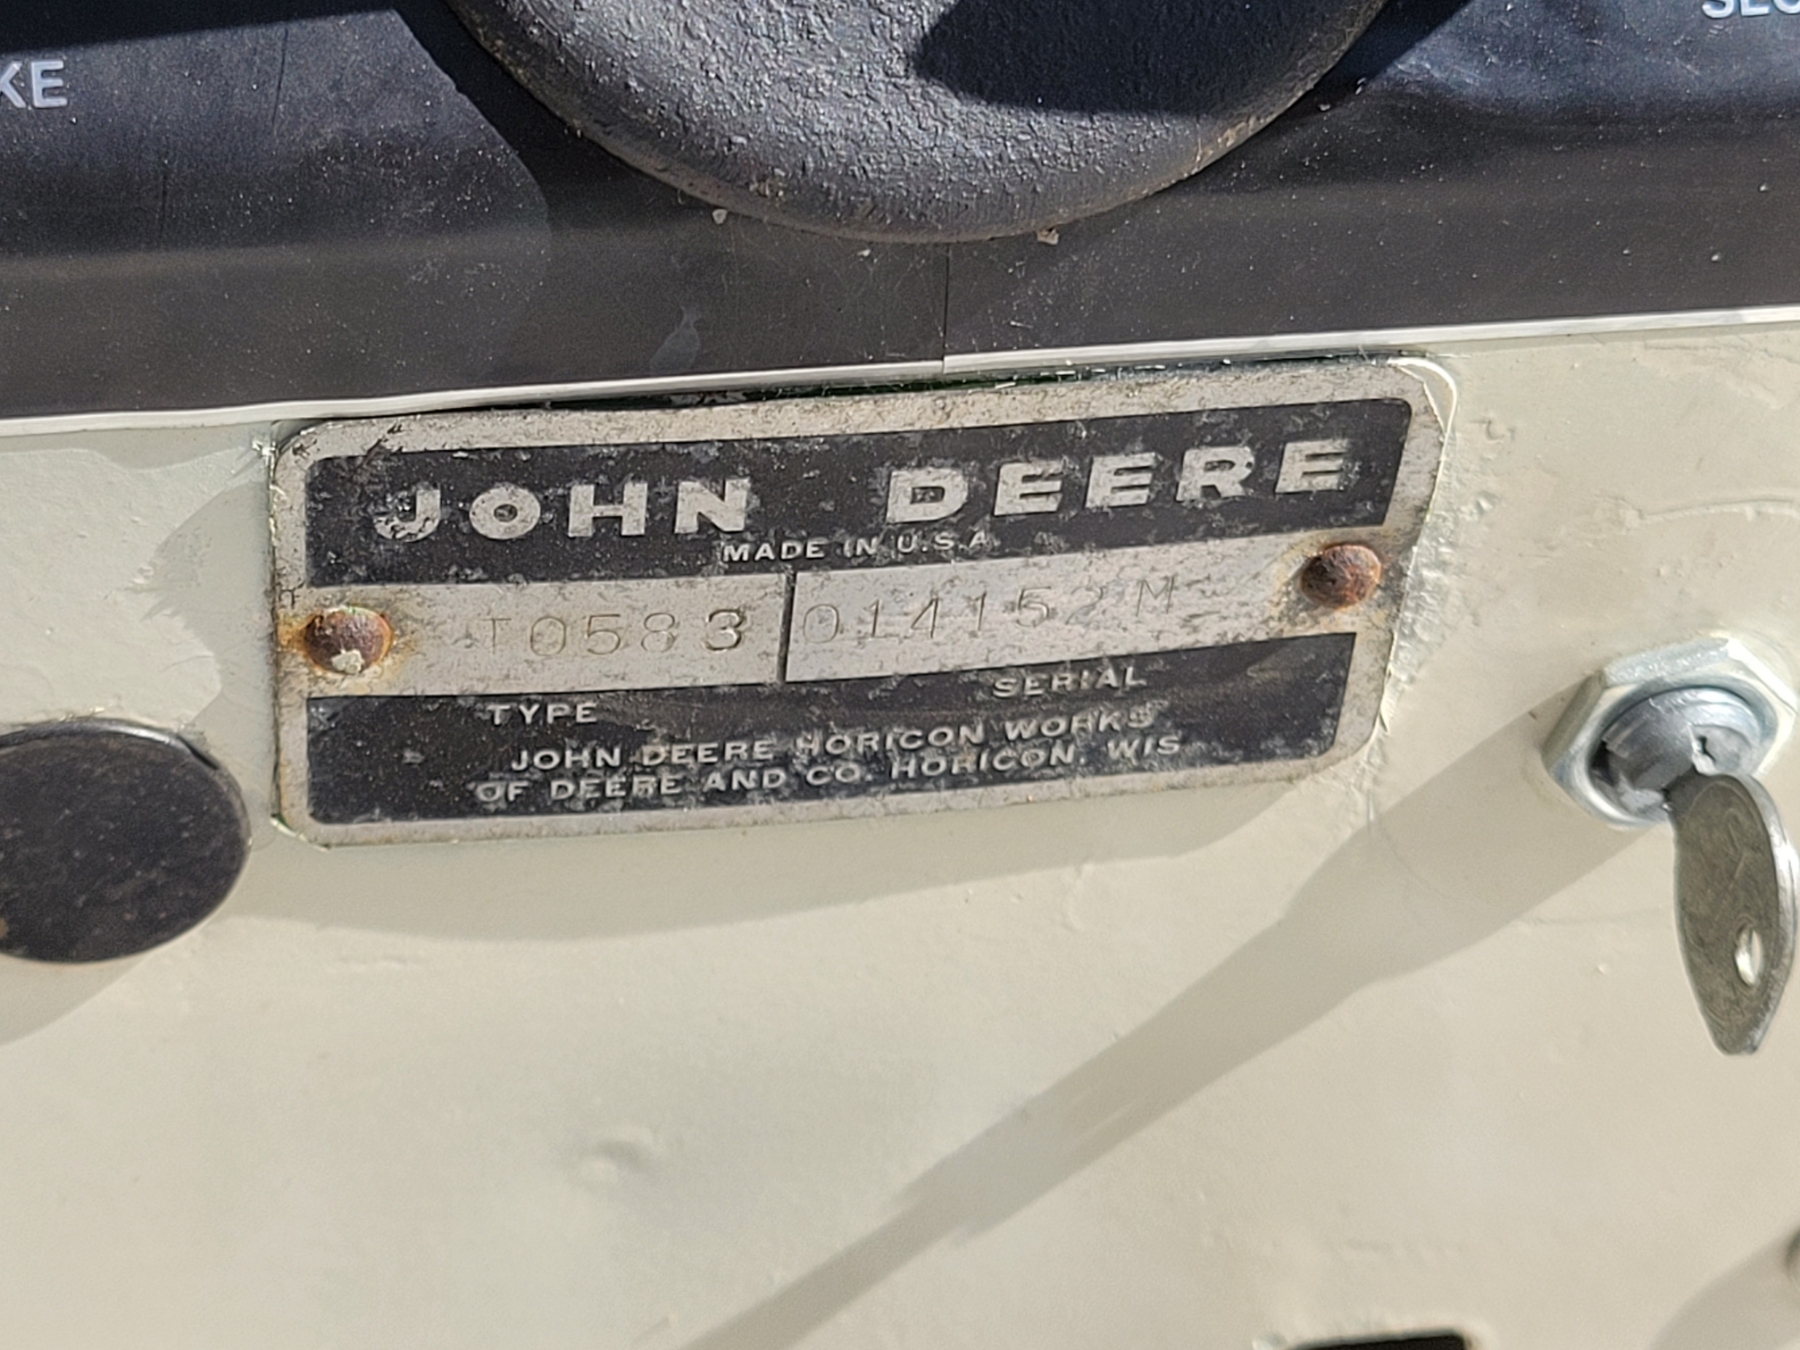 KE
JOHN DEERE
MADE IN U.S.A.
T0583 014152M
TYPE SERIAL
JOHN DEERE HORICON WORKS
OF DEERE AND CO. HORICON, WIS